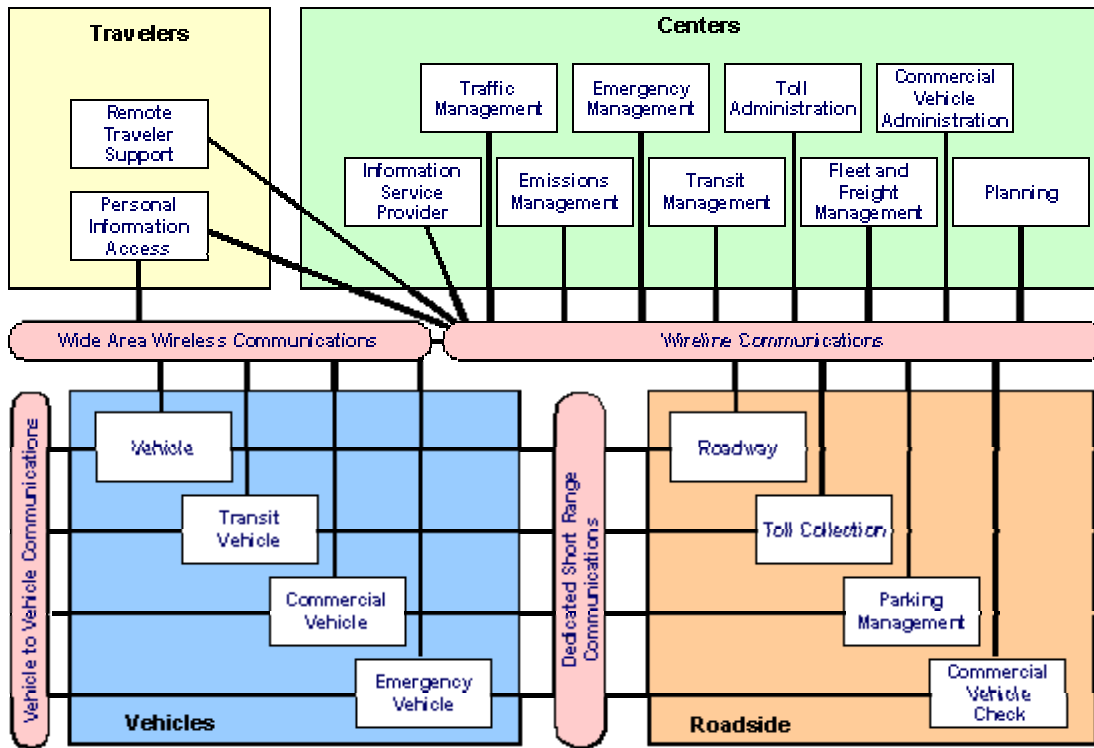 Travelers
Remote
Traveler
Support
Personal
Information
Access
Centers
Traffic
Management
Emergency
Management
Toll
Administration
Commercial
Vehicle
Administration
Information
Service
Provider
Emissions
Management
Transit
Management
Fleet and
Freight
Management
Planning
Wide Area Wireless Communications
Wireline Communications
Vehicle to Vehicle Communications
Vehicle
Transit
Vehicle
Commercial
Vehicle
Emergency
Vehicle
Vehicles
Dedicated Short Range
Communications
Roadway
Toll Collection
Parking
Management
Commercial
Vehicle
Check
Roadside